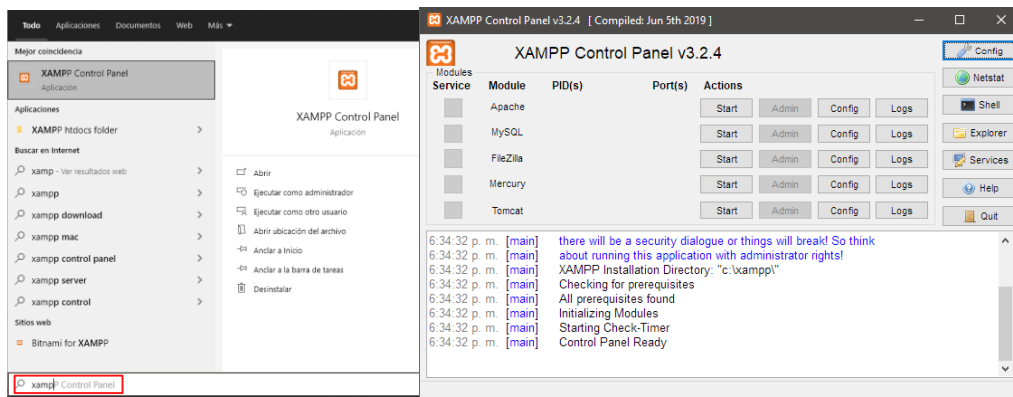 Todo Aplicaciones Documentos Web Más
Mejor coincidencia
XAMPP Control Panel
Aplicación
Aplicaciones
XAMPP htdocs folder
Buscar en Internet
xamp - Ver resultados web
xampp
xampp download
xampp mac
xampp control panel
xampp server
xampp control
Sitios web
Bitnami for XAMPP
xampP Control Panel
XAMPP Control Panel
Aplicación
Abrir
Ejecutar como administrador
Ejecutar como otro usuario
Abrir ubicación del archivo
Anclar a Inicio
Anclar a la barra de tareas
Desinstalar
XAMPP Control Panel v3.2.4 [ Compiled: Jun 5th 2019 ]
XAMPP Control Panel v3.2.4
Modules
Service Module PID(s) Port(s) Actions
Apache Start Admin Config Logs
MySQL Start Admin Config Logs
FileZilla Start Admin Config Logs
Mercury Start Admin Config Logs
Tomcat Start Admin Config Logs
Config
Netstat
Shell
Explorer
Services
Help
Quit
6:34:32 p. m. [main] there will be a security dialogue or things will break! So think
6:34:32 p. m. [main] about running this application with administrator rights!
6:34:32 p. m. [main] XAMPP Installation Directory: "c:\xampp\"
6:34:32 p. m. [main] Checking for prerequisites
6:34:32 p. m. [main] All prerequisites found
6:34:32 p. m. [main] Initializing Modules
6:34:32 p. m. [main] Starting Check-Timer
6:34:32 p. m. [main] Control Panel Ready